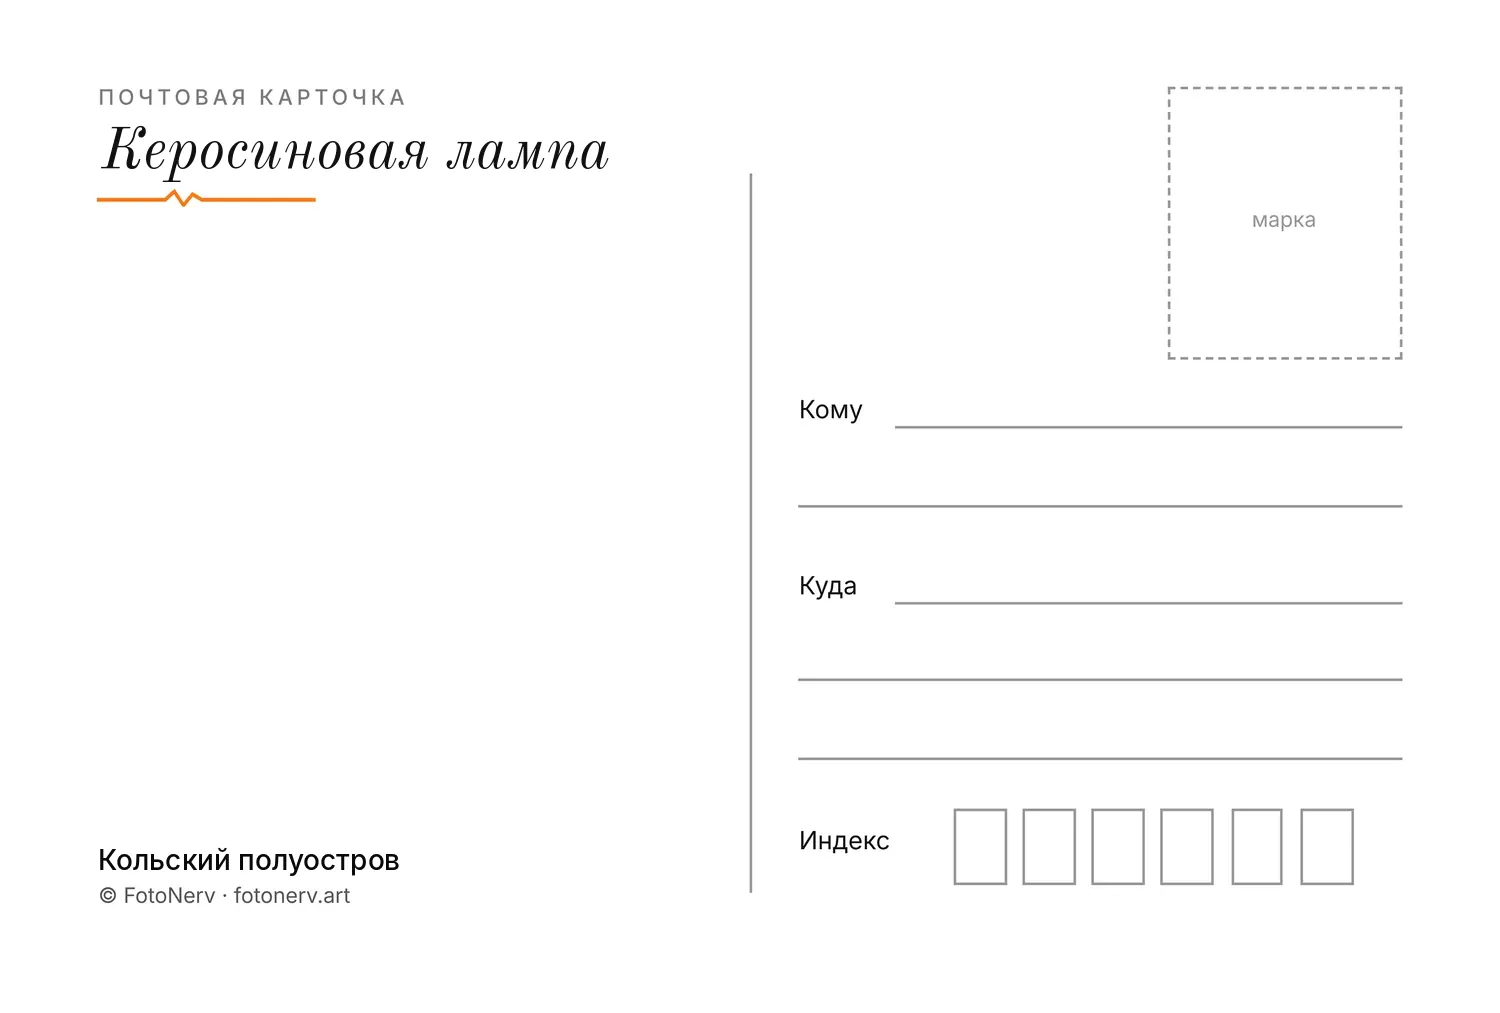 ПОЧТОВАЯ КАРТОЧКА
Керосиновая лампа
марка
Кому
Куда
Индекс
Кольский полуостров
© FotoNerv · fotonerv.art